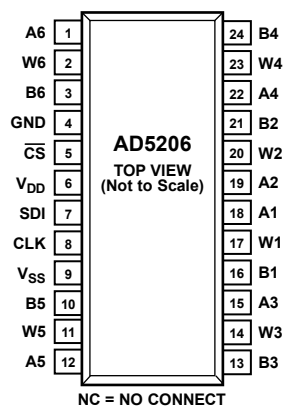 A6 1 24 B4
W6 2 23 W4
B6 3 22 A4
GND 4 21 B2
C̅S̅ 5 AD5206 20 W2
VDD 6 TOP VIEW 19 A2
(Not to Scale)
SDI 7 18 A1
CLK 8 17 W1
VSS 9 16 B1
B5 10 15 A3
W5 11 14 W3
A5 12 13 B3
NC = NO CONNECT